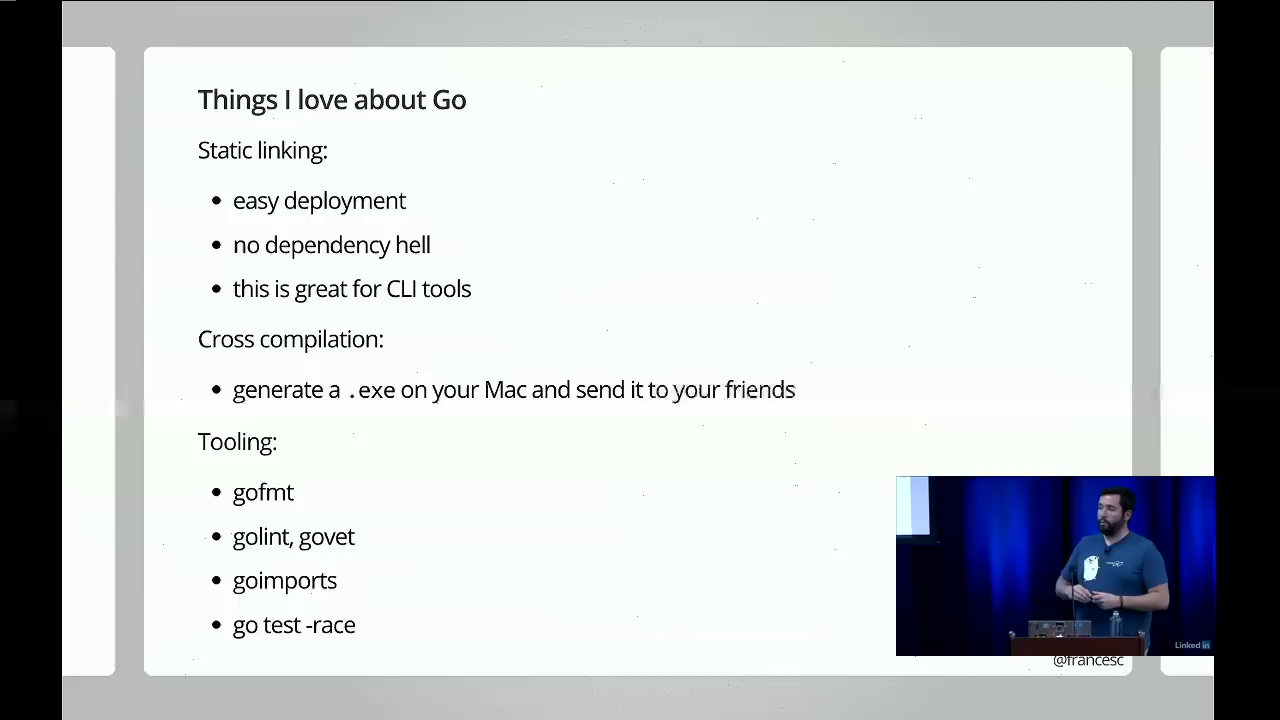 Things I love about Go
Static linking:
easy deployment
no dependency hell
this is great for CLI tools
Cross compilation:
generate a .exe on your Mac and send it to your friends
Tooling:
gofmt
golint, govet
goimports
go test -race
Linked in
@francesc